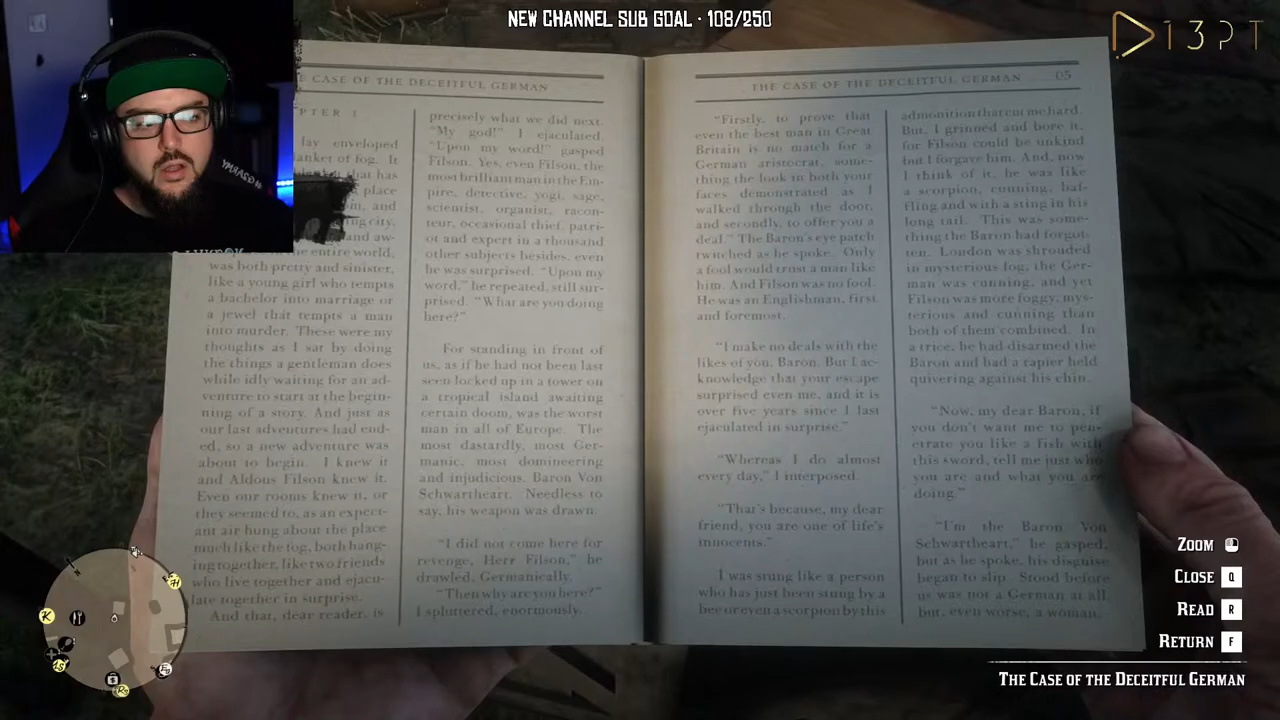 NEW CHANNEL SUB GOAL · 108/250
D13PT
THE CASE OF THE DECEITFUL GERMAN
lay enveloped
of fog. It
that has
place
and
city,
and aw-
the entire world,
was both pretty and sinister,
like a young girl who tempts
a bachelor into marriage or
a jewel that tempts a man
into murder. These were my
thoughts as I sat by doing
the things a gentleman does
while idly waiting for an ad-
venture to start at the begin-
ning of a story. And just as
our last adventures had end-
ed, so a new adventure was
about to begin. I knew it
and Aldous Filson knew it.
Even our rooms knew it, or
they seemed to, as an expect-
ant air hung about the place
much like the fog, both hang-
ing together, like two friends
who live together and ejacu-
late together in surprise.
And that, dear reader, is
precisely what we did next.
"My god!" I ejaculated.
"Upon my word!" gasped
Filson. Yes, even Filson, the
most brilliant man in the Em-
pire, detective, yogi, sage,
scientist, organist, racon-
teur, occasional thief, patri-
ot and expert in a thousand
other subjects besides, even
he was surprised. "Upon my
word," he repeated, still sur-
prised. "What are you doing
here?"
For standing in front of
us, as if he had not been last
seen locked up in a tower on
a tropical island awaiting
certain doom, was the worst
man in all of Europe. The
most dastardly, most Ger-
manic, most domineering
and injudicious, Baron Von
Schwartheart. Needless to
say, his weapon was drawn.
"I did not come here for
revenge, Herr Filson," he
drawled, Germanically.
"Then why are you here?"
I spluttered, enormously.
THE CASE OF THE DECEITFUL GERMAN 05
"Firstly, to prove that
even the best man in Great
Britain is no match for a
German aristocrat, some-
thing the look in both your
faces demonstrated as I
walked through the door,
and secondly, to offer you a
deal." The Baron's eye patch
twitched as he spoke. Only
a fool would trust a man like
him. And Filson was no fool.
He was an Englishman, first
and foremost.
"I make no deals with the
likes of you, Baron. But I ac-
knowledge that your escape
surprised even me, and it is
over five years since I last
ejaculated in surprise."
"Whereas I do almost
every day," I interposed.
"That's because, my dear
friend, you are one of life's
innocents."
I was stung like a person
who has just been stung by a
bee or even a scorpion by this
admonition that cut me hard.
But, I grinned and bore it,
for Filson could be unkind
but I forgave him. And, now
I think of it, he was like
a scorpion, cunning, baf-
fling and with a sting in his
long tail. This was some-
thing the Baron had forgot-
ten. London was shrouded
in mysterious fog, the Ger-
man was cunning, and yet
Filson was more foggy, mys-
terious and cunning than
both of them combined. In
a trice, he had disarmed the
Baron and had a rapier held
quivering against his chin.
"Now, my dear Baron, if
you don't want me to pen-
etrate you like a fish with
this sword, tell me just who
you are and what you are
doing."
"I'm the Baron Von
Schwartheart," he gasped,
but as he spoke, his disguise
began to slip. Stood before
us was not a German at all,
but, even worse, a woman.
ZOOM
CLOSE Q
READ R
RETURN F
THE CASE OF THE DECEITFUL GERMAN